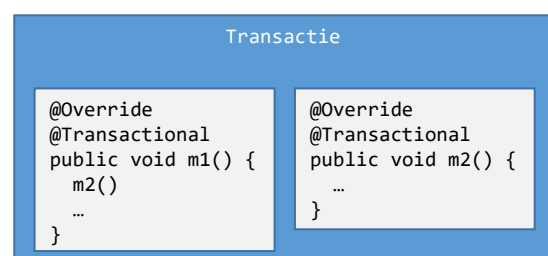 Transactie
@Override
@Transactional
public void m1() {
  m2()
  …
}
@Override
@Transactional
public void m2() {
  …
}